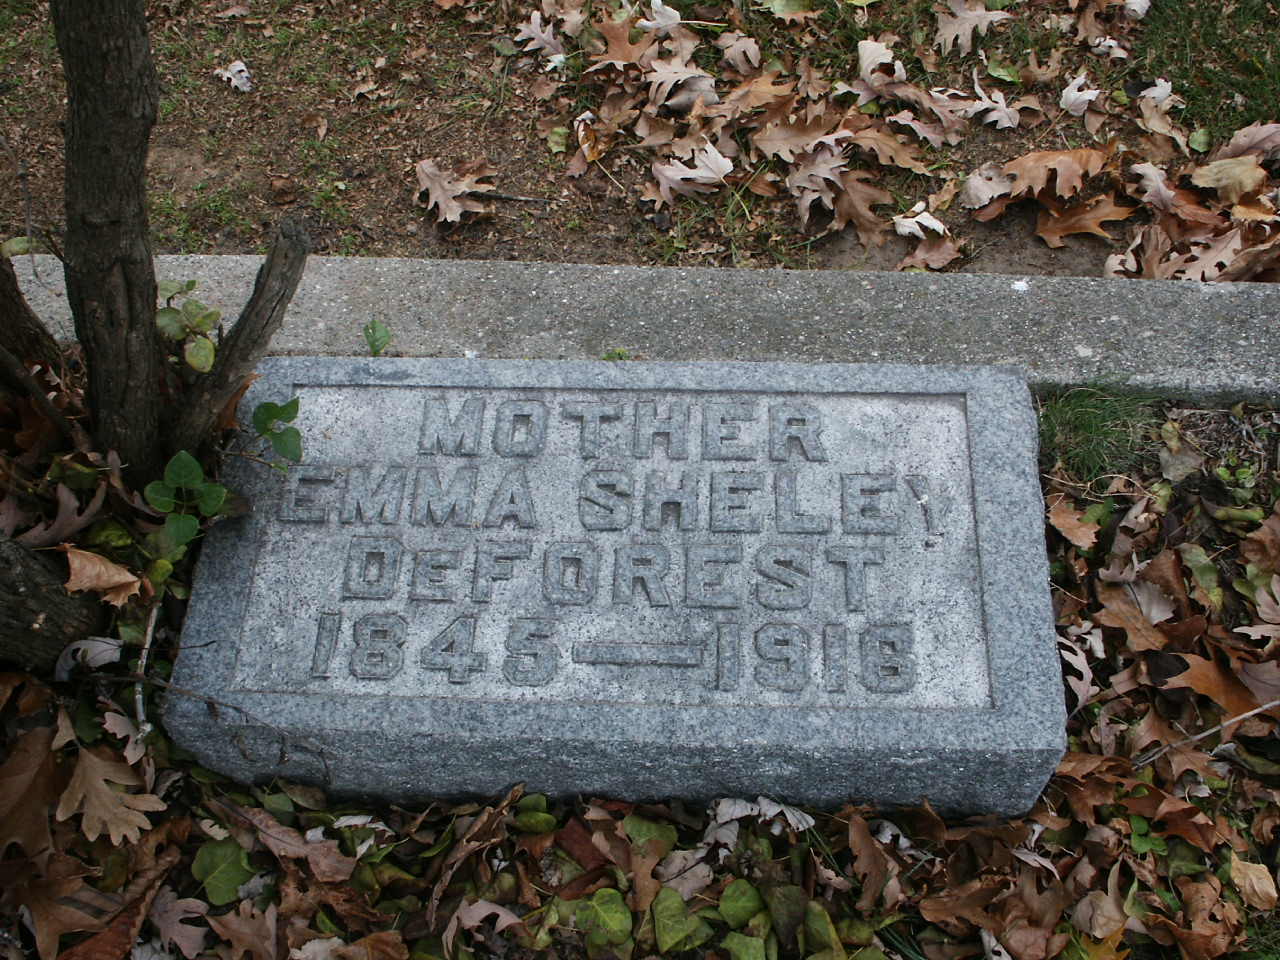 MOTHER
EMMA SHELEY
DEFOREST
1845—1918